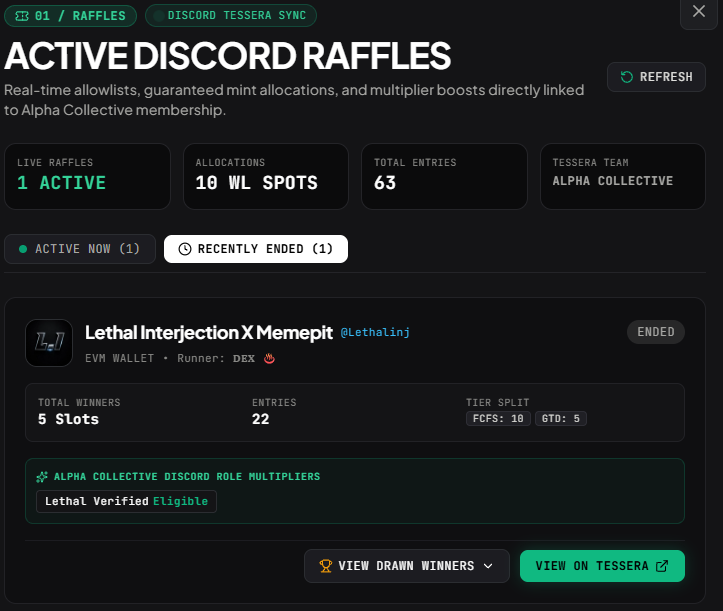 01 / RAFFLES
DISCORD TESSERA SYNC
ACTIVE DISCORD RAFFLES
Real-time allowlists, guaranteed mint allocations, and multiplier boosts directly linked
to Alpha Collective membership.
REFRESH
LIVE RAFFLES
1 ACTIVE
ALLOCATIONS
10 WL SPOTS
TOTAL ENTRIES
63
TESSERA TEAM
ALPHA COLLECTIVE
ACTIVE NOW (1)
RECENTLY ENDED (1)
LJ
Lethal Interjection X Memepit @Lethalinj
EVM WALLET • Runner: DEX ♨
ENDED
TOTAL WINNERS
5 Slots
ENTRIES
22
TIER SPLIT
FCFS: 10 GTD: 5
ALPHA COLLECTIVE DISCORD ROLE MULTIPLIERS
Lethal Verified Eligible
VIEW DRAWN WINNERS
VIEW ON TESSERA